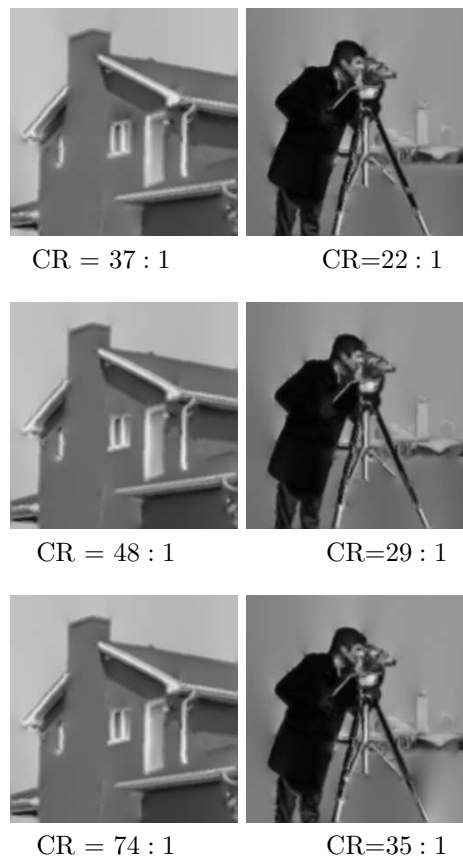 CR = 37 : 1
CR=22 : 1
CR = 48 : 1
CR=29 : 1
CR = 74 : 1
CR=35 : 1